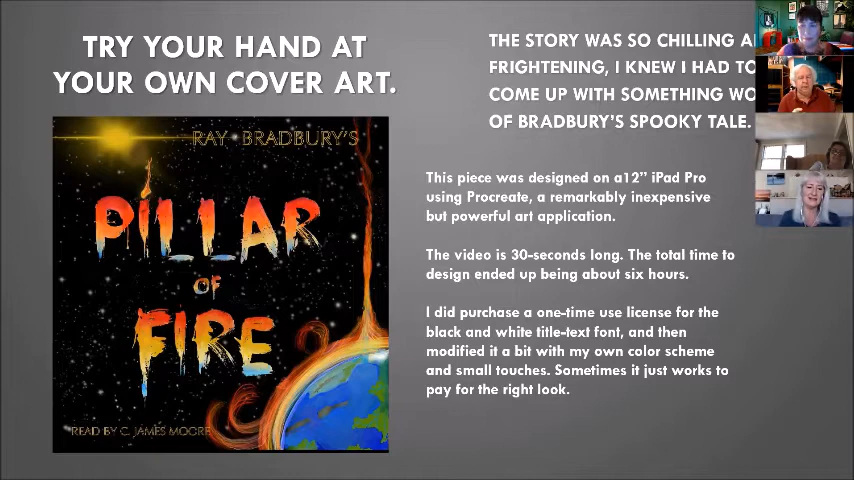 TRY YOUR HAND AT
YOUR OWN COVER ART.
RAY BRADBURY'S
PILLAR
OF
FIRE
READ BY C. JAMES MOORE
THE STORY WAS SO CHILLING
FRIGHTENING, I KNEW I HAD TO
COME UP WITH SOMETHING
OF BRADBURY'S SPOOKY TALE.
This piece was designed on a12" iPad Pro
using Procreate, a remarkably inexpensive
but powerful art application.
The video is 30-seconds long. The total time to
design ended up being about six hours.
I did purchase a one-time use license for the
black and white title-text font, and then
modified it a bit with my own color scheme
and small touches. Sometimes it just works to
pay for the right look.